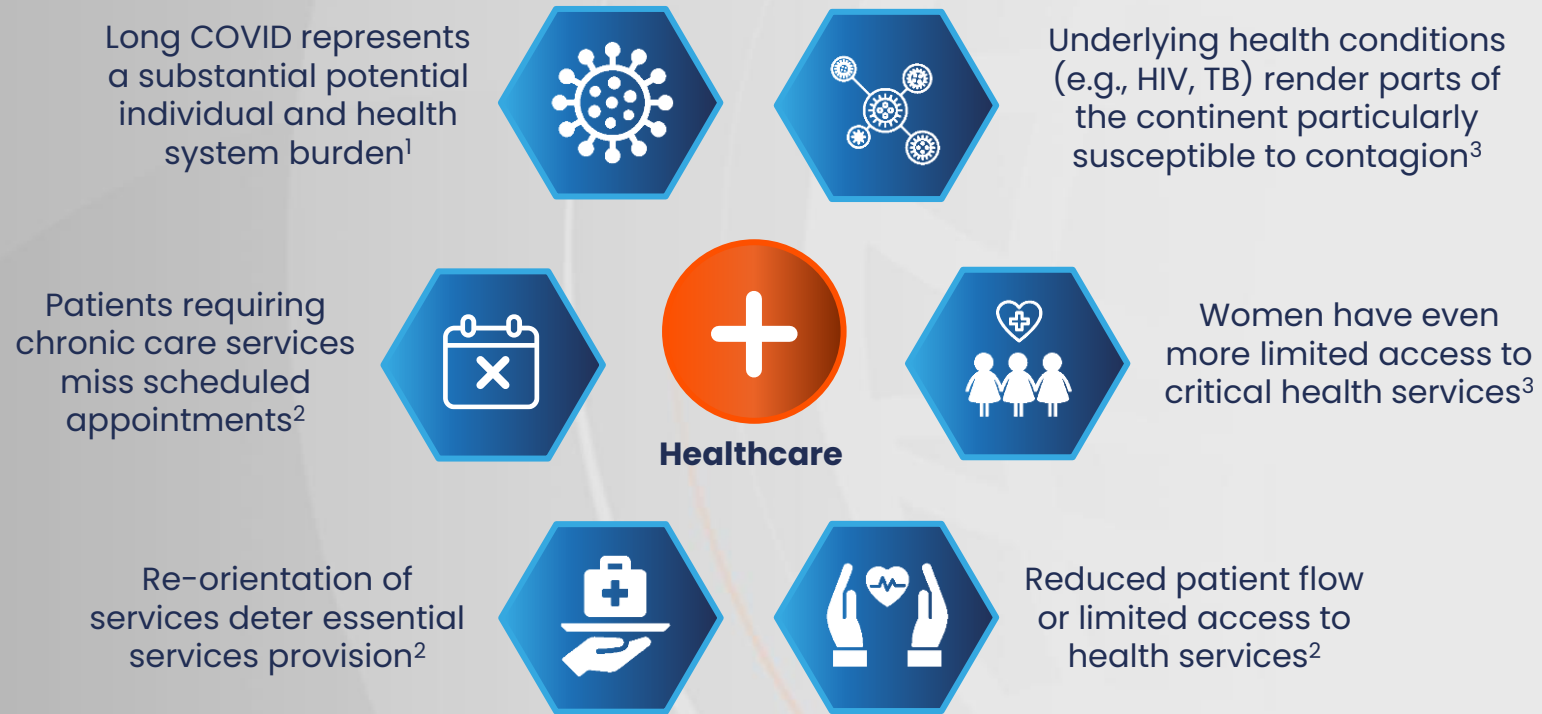 Long COVID represents
a substantial potential
individual and health
system burden¹
Underlying health conditions
(e.g., HIV, TB) render parts of
the continent particularly
susceptible to contagion³
Patients requiring
chronic care services
miss scheduled
appointments²
Healthcare
Women have even
more limited access to
critical health services³
Re-orientation of
services deter essential
services provision²
Reduced patient flow
or limited access to
health services²